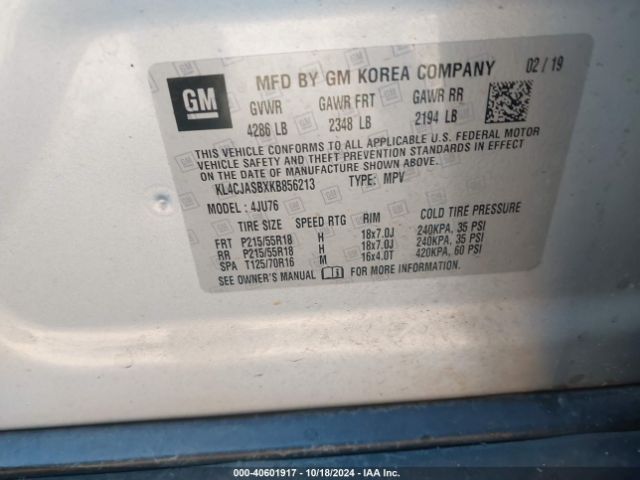 GM
MFD BY GM KOREA COMPANY 02 / 19
GVWR GAWR FRT GAWR RR
4286 LB 2348 LB 2194 LB
THIS VEHICLE CONFORMS TO ALL APPLICABLE U.S. FEDERAL MOTOR
VEHICLE SAFETY AND THEFT PREVENTION STANDARDS IN EFFECT
ON THE DATE OF MANUFACTURE SHOWN ABOVE.
KL4CJASBXKB856213 TYPE: MPV
MODEL: 4JU76
TIRE SIZE SPEED RTG RIM COLD TIRE PRESSURE
FRT P215/55R18 H 18x7.0J 240KPA, 35 PSI
RR P215/55R18 H 18x7.0J 240KPA, 35 PSI
SPA T125/70R16 M 16x4.0T 420KPA, 60 PSI
SEE OWNER'S MANUAL FOR MORE INFORMATION.
000-40601917 - 10/18/2024 - IAA Inc.